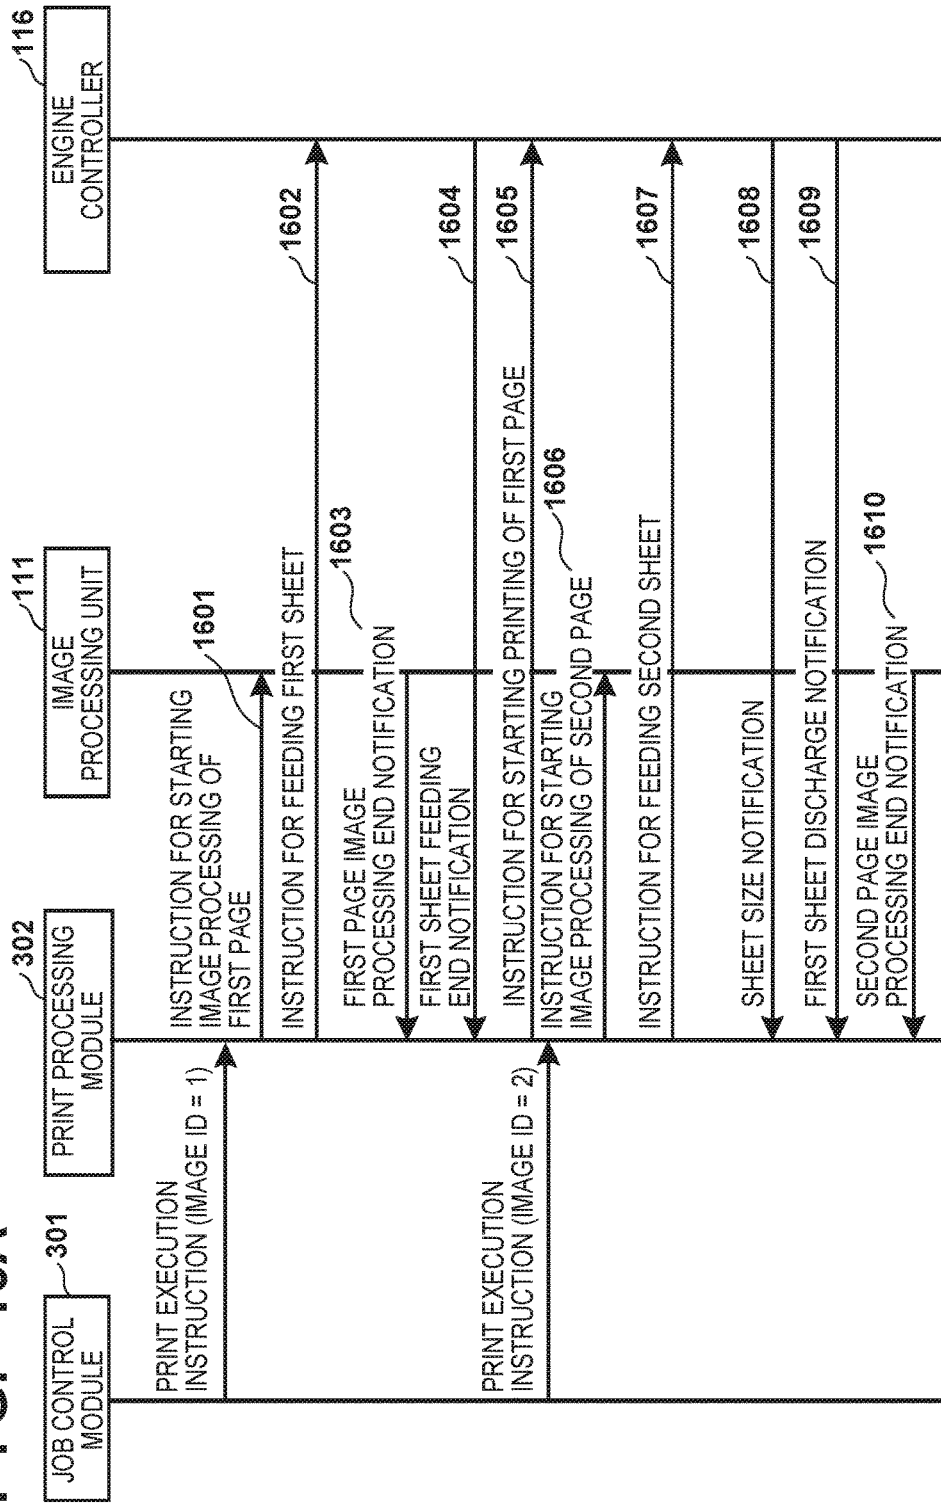 JOB CONTROL
MODULE
301
PRINT PROCESSING
MODULE
302
IMAGE
PROCESSING UNIT
111
ENGINE
CONTROLLER
116
PRINT EXECUTION
INSTRUCTION (IMAGE ID = 1)
INSTRUCTION FOR STARTING
IMAGE PROCESSING OF
FIRST PAGE
1601
INSTRUCTION FOR FEEDING FIRST SHEET
1602
FIRST PAGE IMAGE
PROCESSING END NOTIFICATION
1603
FIRST SHEET FEEDING
END NOTIFICATION
1604
INSTRUCTION FOR STARTING PRINTING OF FIRST PAGE
1605
PRINT EXECUTION
INSTRUCTION (IMAGE ID = 2)
INSTRUCTION FOR STARTING
IMAGE PROCESSING OF SECOND PAGE
1606
INSTRUCTION FOR FEEDING SECOND SHEET
1607
SHEET SIZE NOTIFICATION
1608
FIRST SHEET DISCHARGE NOTIFICATION
1609
SECOND PAGE IMAGE
PROCESSING END NOTIFICATION
1610